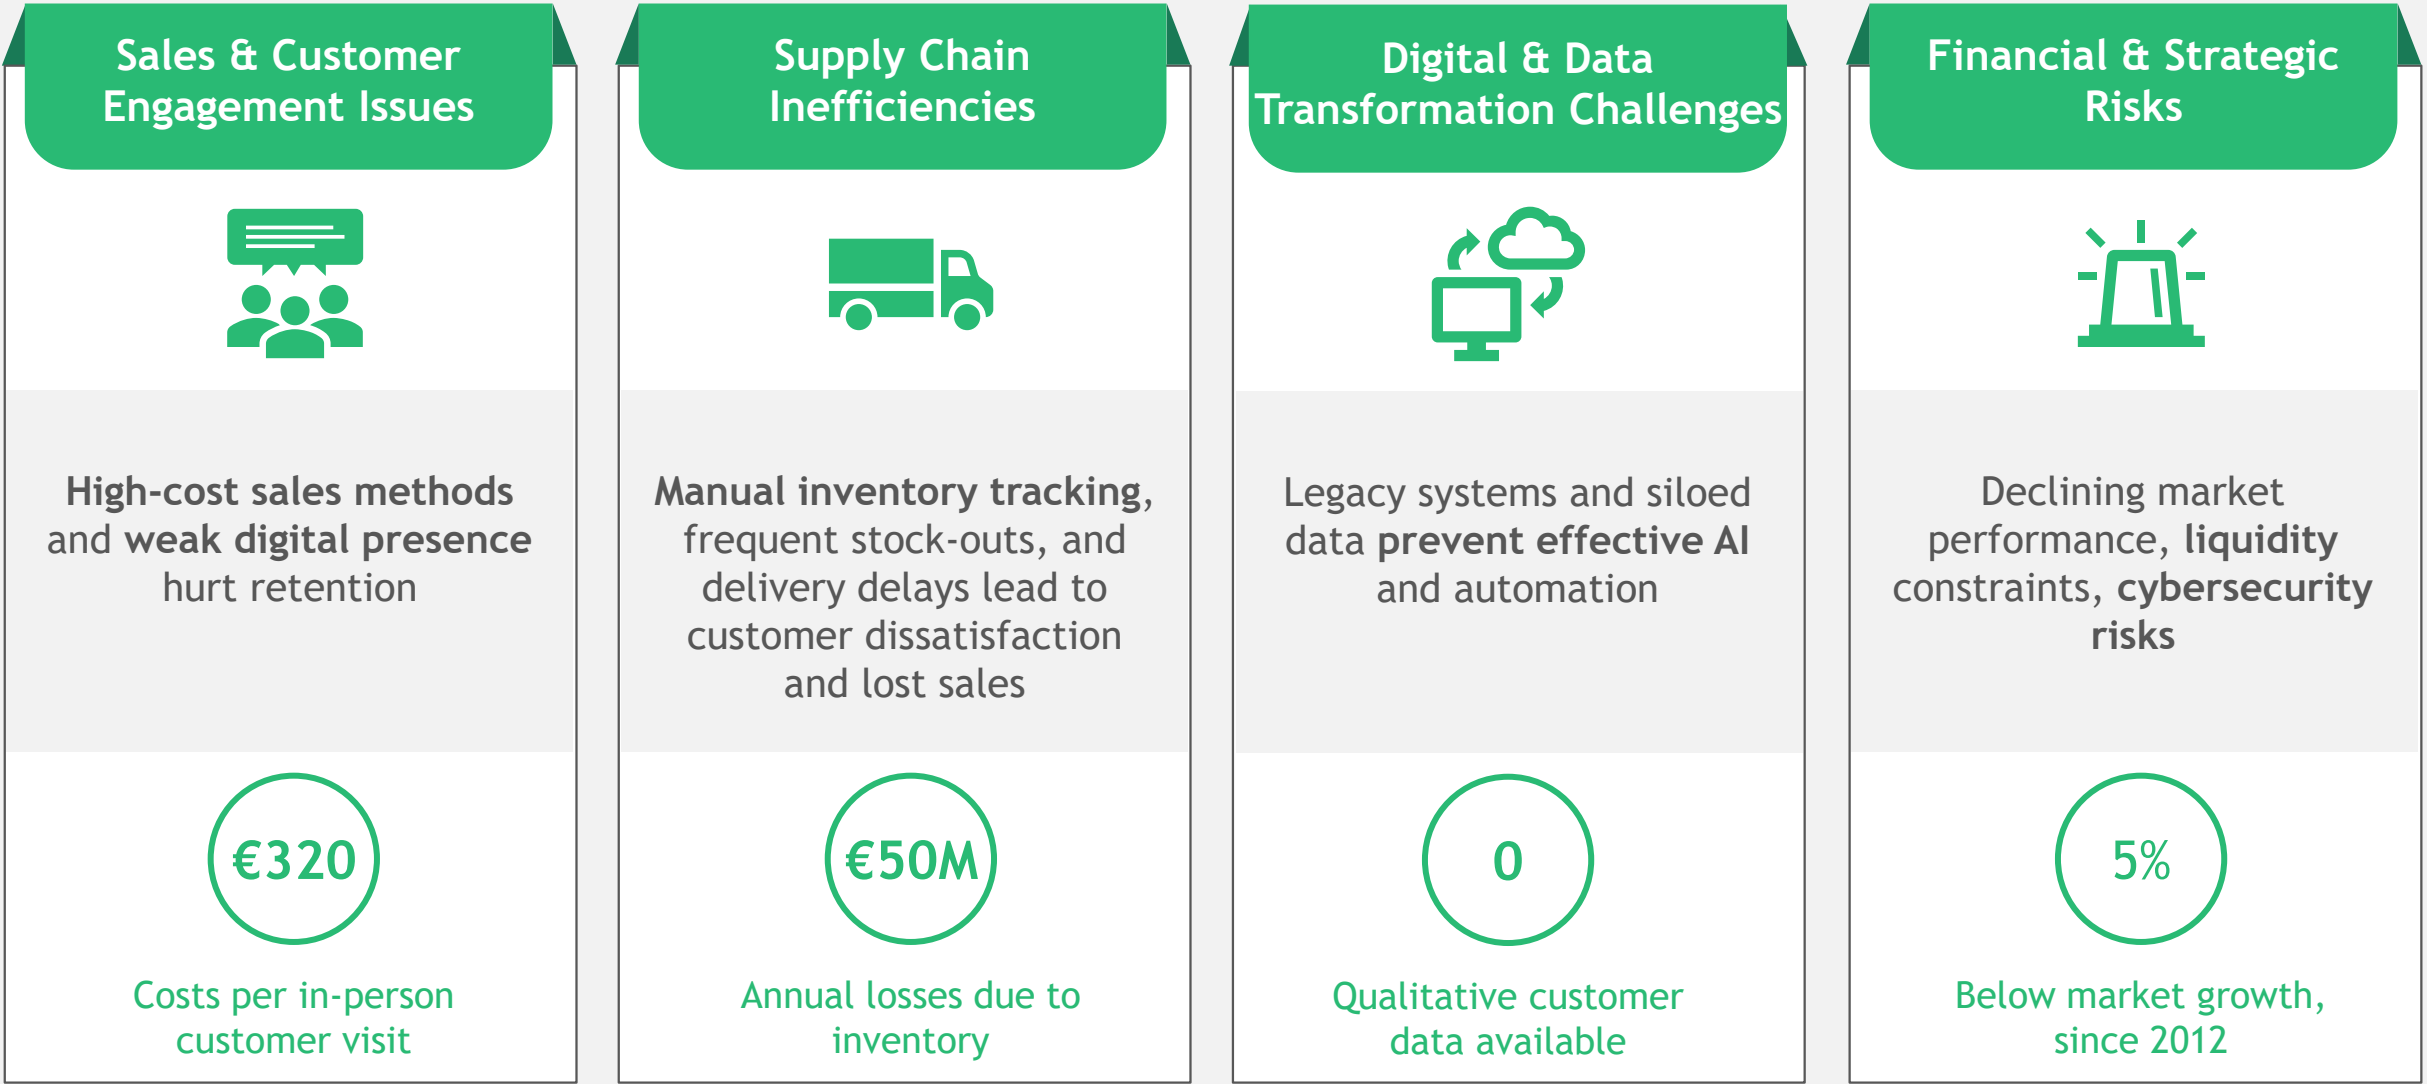 Sales & Customer
Engagement Issues
High-cost sales methods
and weak digital presence
hurt retention
€320
Costs per in-person
customer visit
Supply Chain
Inefficiencies
Manual inventory tracking,
frequent stock-outs, and
delivery delays lead to
customer dissatisfaction
and lost sales
€50M
Annual losses due to
inventory
Digital & Data
Transformation Challenges
Legacy systems and siloed
data prevent effective AI
and automation
0
Qualitative customer
data available
Financial & Strategic
Risks
Declining market
performance, liquidity
constraints, cybersecurity
risks
5%
Below market growth,
since 2012